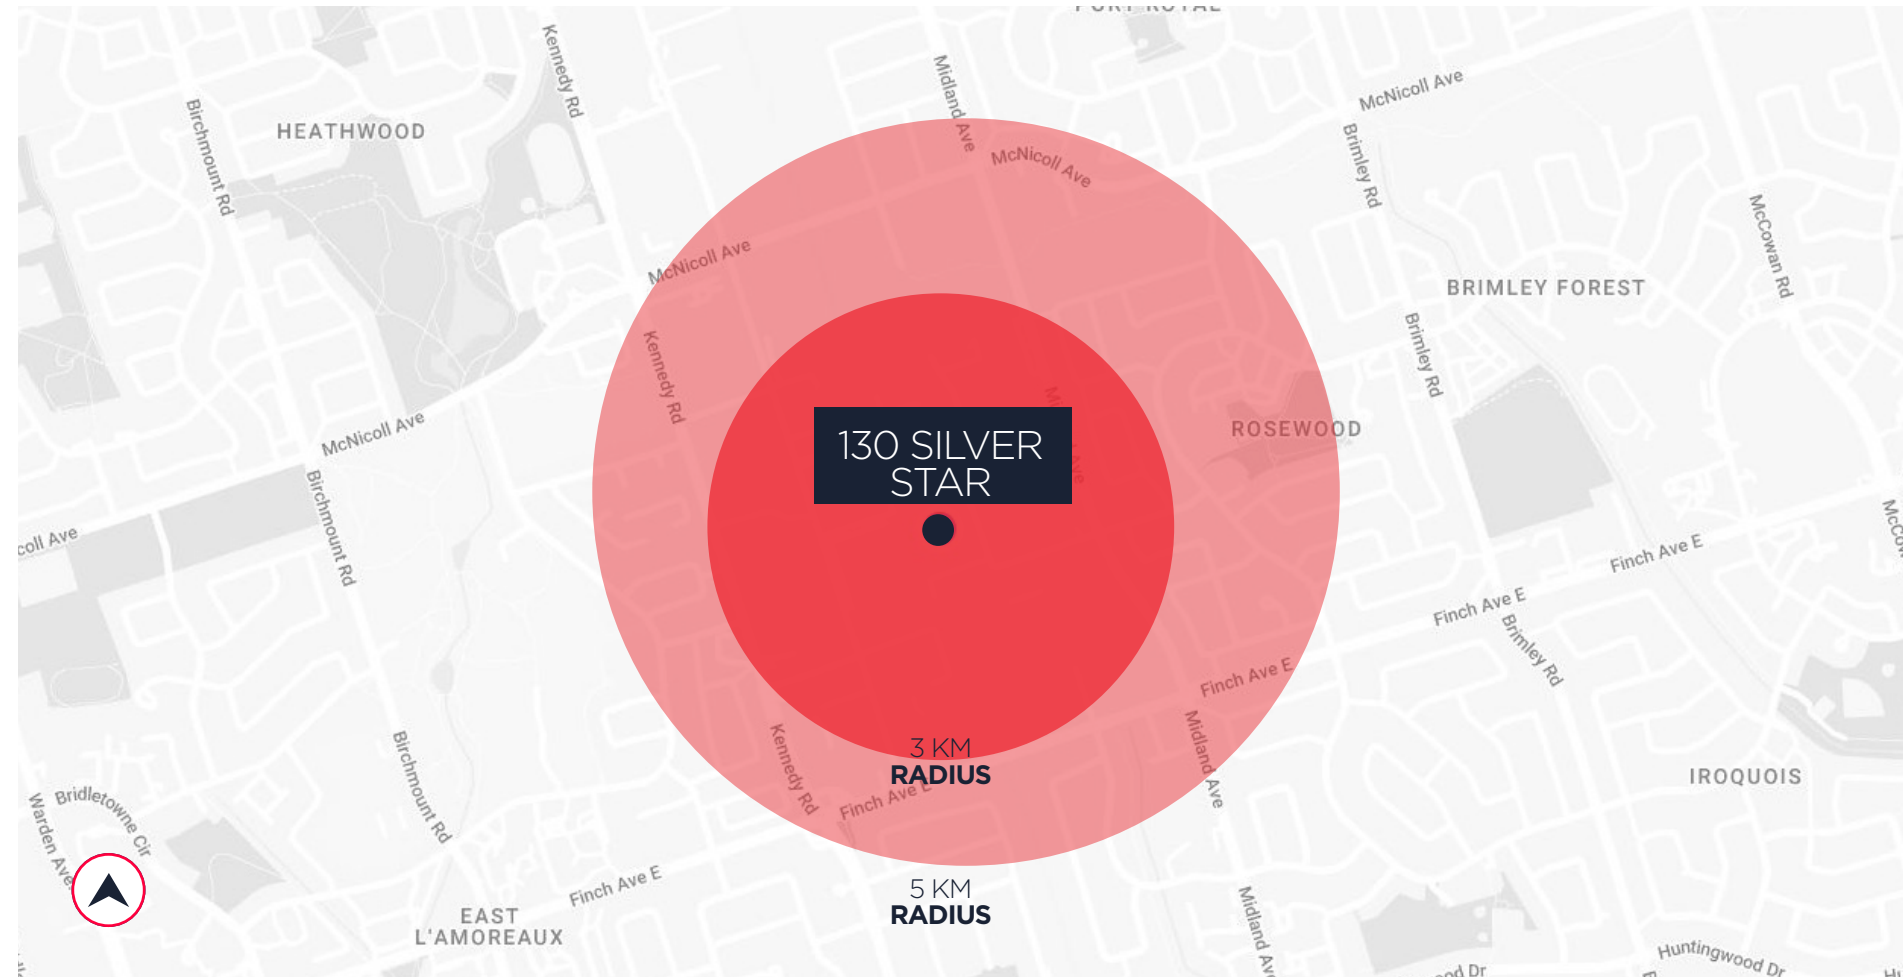 Kennedy Rd
Midland Ave
McNicoll Ave
Birchmount Rd
HEATHWOOD
Brimley Rd
McNicoll Ave
McCowan Rd
McNicoll Ave
BRIMLEY FOREST
Kennedy Rd
Brimley Rd
McNicoll Ave
ROSEWOOD
130 SILVER
STAR
Birchmount Rd
coll Ave
Finch Ave E
Finch Ave E
Brimley Rd
Finch Ave E
Midland Ave
Kennedy Rd
Birchmount Rd
3 KM
RADIUS
Finch Ave E
IROQUOIS
Bridletowne Cir
Warden Ave
Finch Ave E
5 KM
RADIUS
EAST
L'AMOREAUX
Midland Av
Huntingwood Dr
od Dr